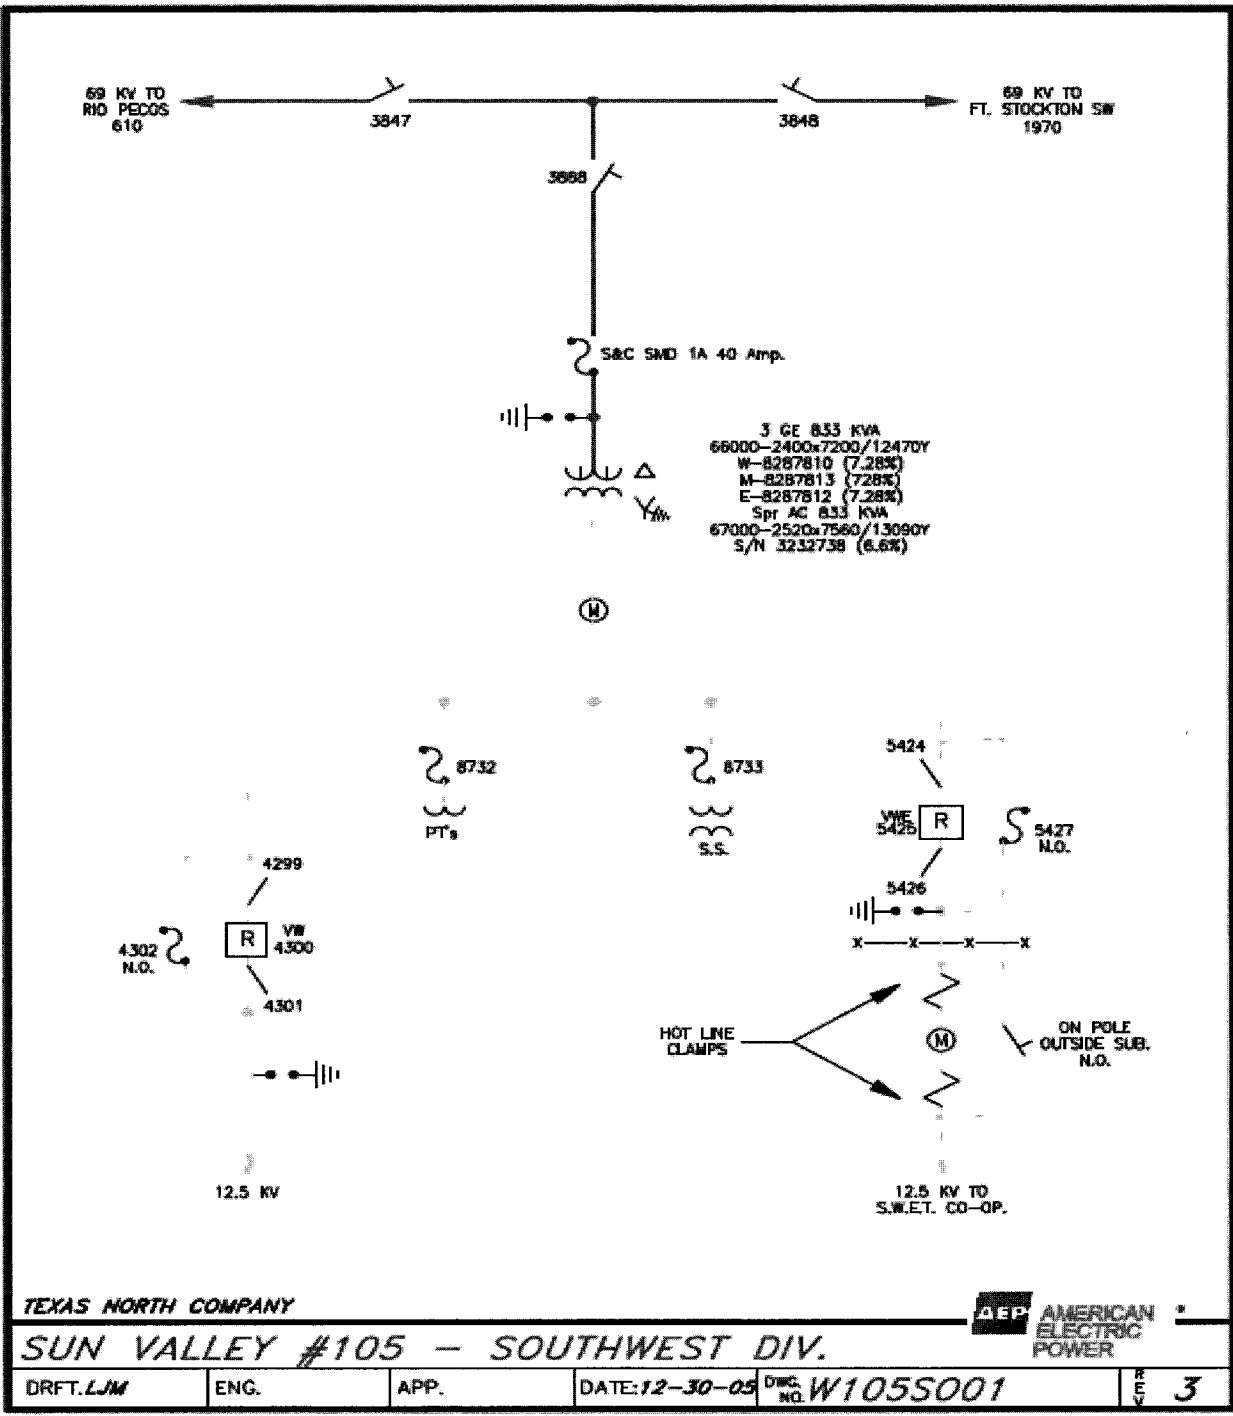 69 KV TO
RIO PECOS
610
3847
3848
69 KV TO
FT. STOCKTON SW
1970
3888
S&C SMD 1A 40 Amp.
3 GE 833 KVA
66000-2400x7200/12470Y
W-8287810 (7.28%)
M-8287813 (728%)
E-8287812 (7.28%)
Spr AC 833 KVA
67000-2520x7560/13090Y
S/N 3232738 (6.6%)
M
8732
PT's
8733
S.S.
5424
VWE
5425
R
5426
5427
N.O.
4299
4302
N.O.
R
VW
4300
4301
X X X X
HOT LINE
CLAMPS
M
ON POLE
OUTSIDE SUB.
N.O.
12.5 KV
12.5 KV TO
S.W.E.T. CO-OP.
TEXAS NORTH COMPANY
AEP AMERICAN
ELECTRIC
POWER
SUN VALLEY #105 - SOUTHWEST DIV.
DRFT. LJM
ENG.
APP.
DATE: 12-30-05
DWG. NO. W105S001
REV 3